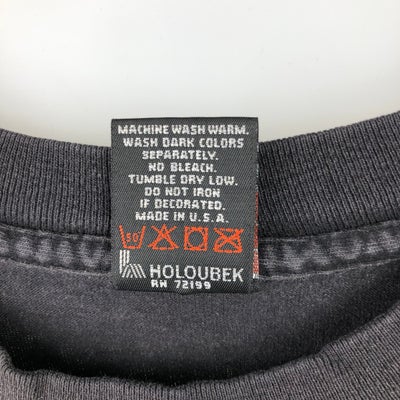 MACHINE WASH WARM.
WASH DARK COLORS
SEPARATELY.
NO BLEACH.
TUMBLE DRY LOW.
DO NOT IRON
IF DECORATED.
MADE IN U.S.A.
50
HOLOUBEK
RN 72199